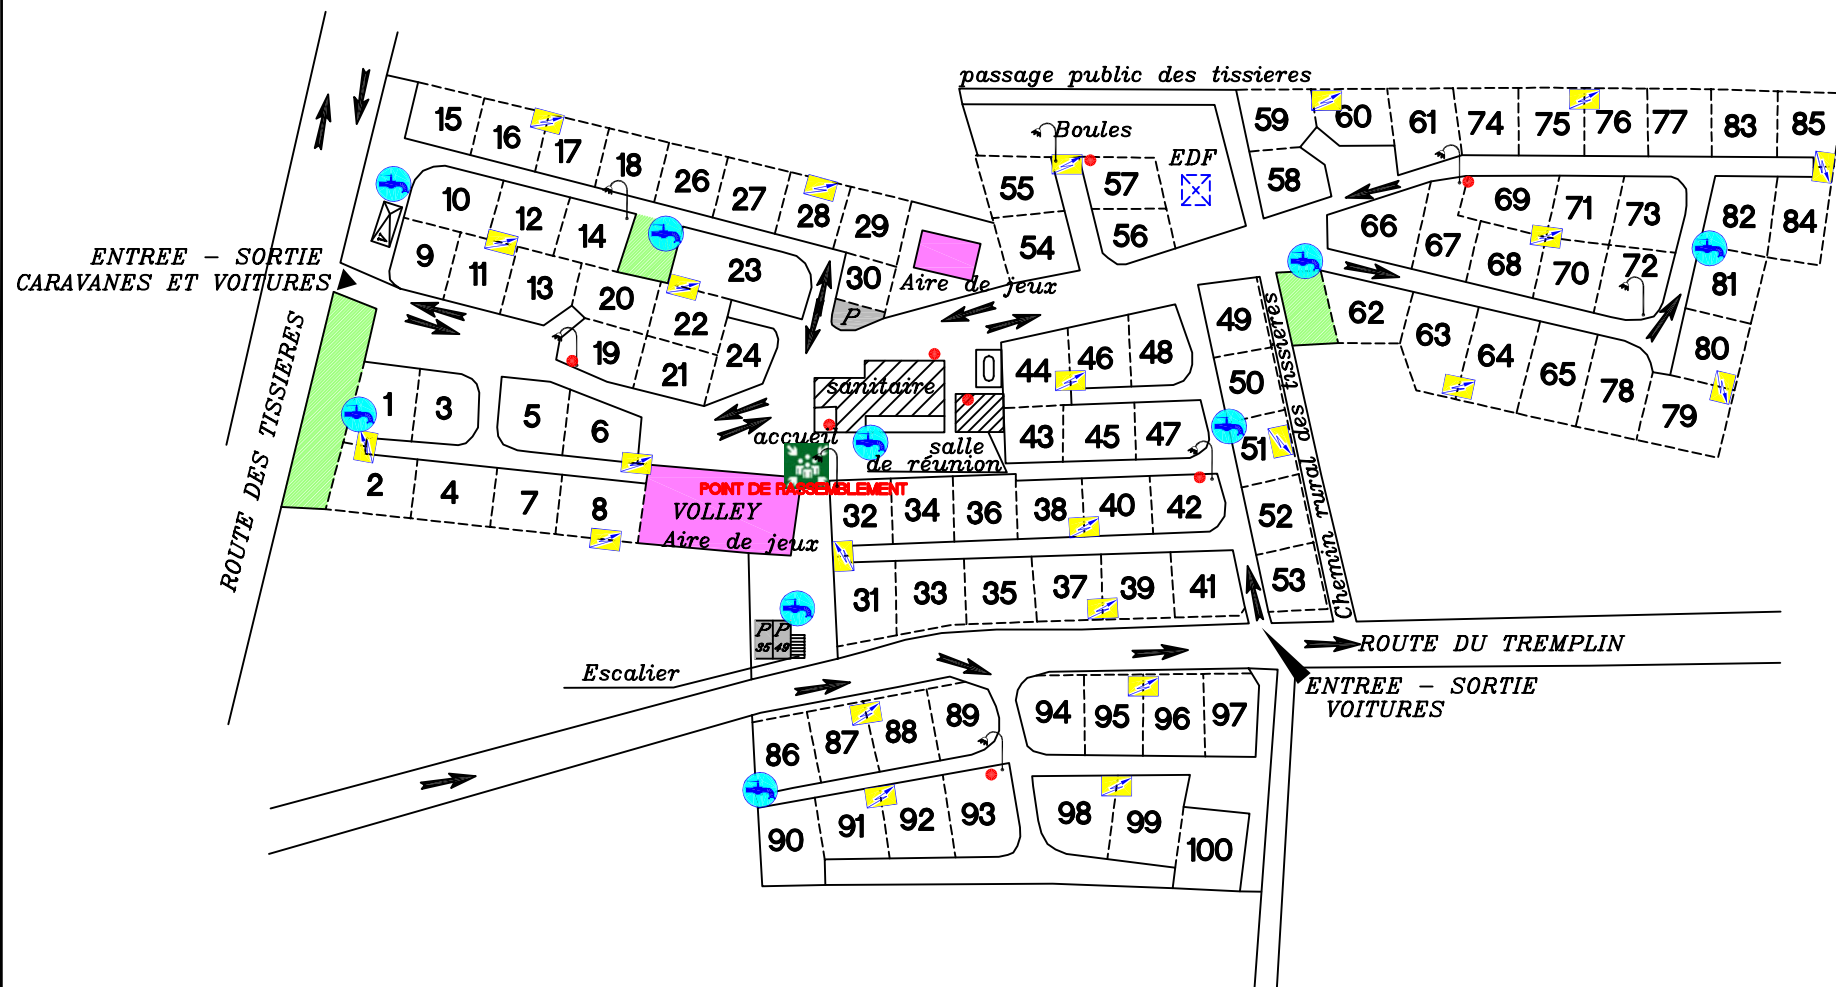 passage public des tissieres
Boules
EDF
ENTREE - SORTIE
CARAVANES ET VOITURES
ROUTE DES TISSIERES
Aire de jeux
P
sanitaire
accueil
salle
de réunion
POINT DE RASSEMBLEMENT
VOLLEY
Aire de jeux
Chemin rural des tissieres
P P
35 49
Escalier
ROUTE DU TREMPLIN
ENTREE - SORTIE
VOITURES
15 16 17 18 26 27 28 29 30
10 12 14 23
9 11 13 20 22 24
19 21
1 3 5 6
2 4 7 8
55 57
54 56
59 60 61 74 75 76 77 83 85
58
66 67 69 71 73 82 84
68 70 72 81
62 63 64 65 78 79 80
49 50 51 52 53
44 46 48
43 45 47
32 34 36 38 40 42
31 33 35 37 39 41
86 87 88 89
90 91 92 93
94 95 96 97
98 99 100